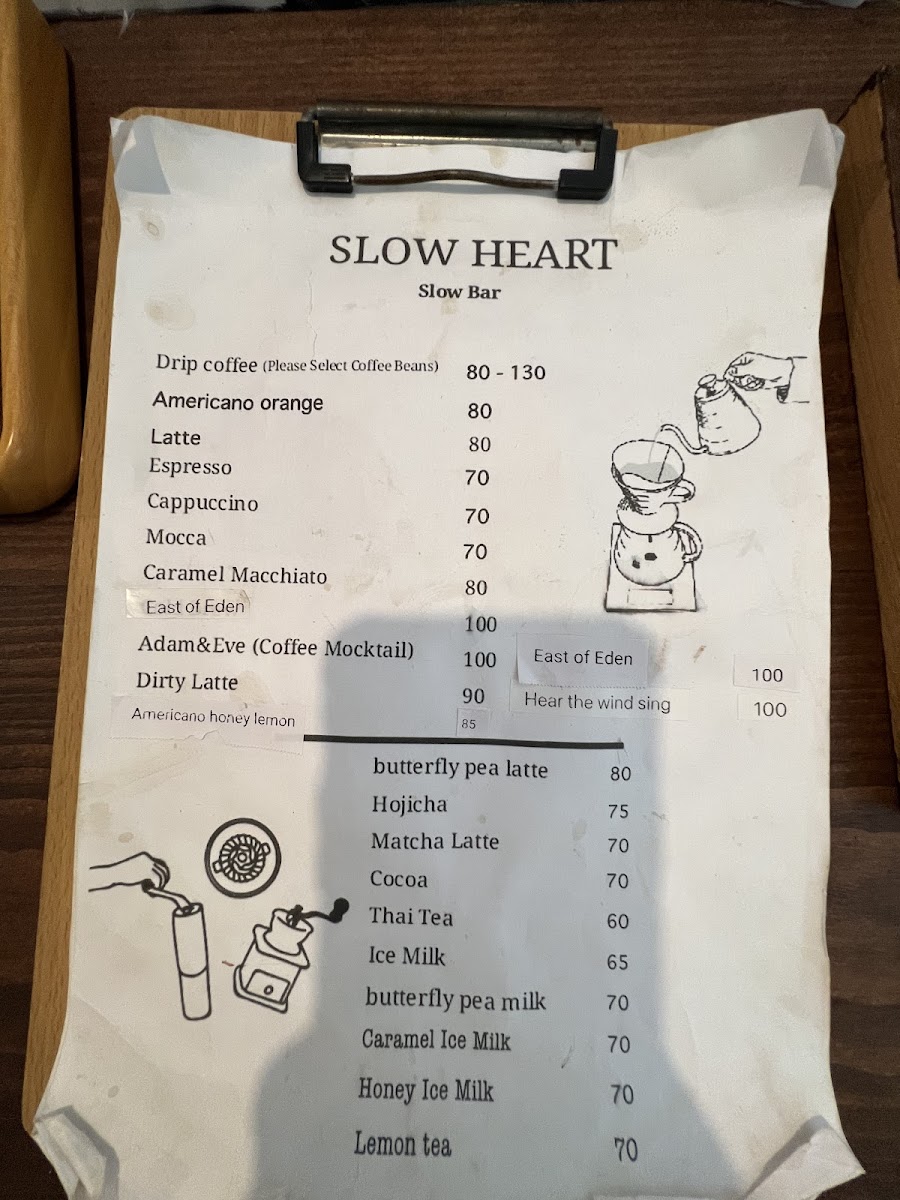 SLOW HEART
Slow Bar
Drip coffee (Please Select Coffee Beans) 80 - 130
Americano orange 80
Latte 80
Espresso 70
Cappuccino 70
Mocca 70
Caramel Macchiato 80
East of Eden 100
Adam&Eve (Coffee Mocktail) 100
East of Eden 100
Dirty Latte 90
Hear the wind sing 100
Americano honey lemon 85
butterfly pea latte 80
Hojicha 75
Matcha Latte 70
Cocoa 70
Thai Tea 60
Ice Milk 65
butterfly pea milk 70
Caramel Ice Milk 70
Honey Ice Milk 70
Lemon tea 70